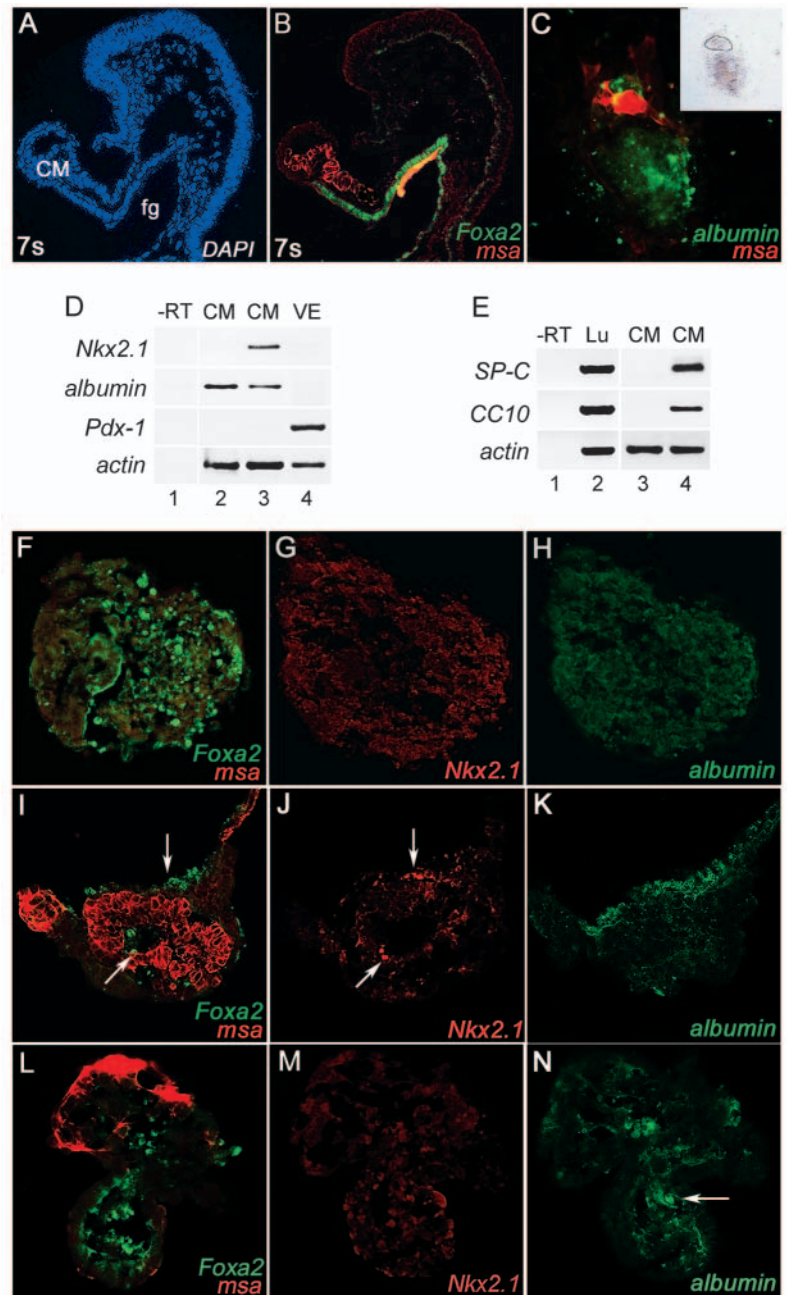 A
CM
fg
7s
DAPI
B
7s
Foxa2
msa
C
albumin
msa
D
-RT CM CM VE
Nkx2.1
albumin
Pdx-1
actin
1 2 3 4
E
-RT Lu CM CM
SP-C
CC10
actin
1 2 3 4
F
Foxa2
msa
G
Nkx2.1
H
albumin
I
Foxa2
msa
J
Nkx2.1
K
albumin
L
Foxa2
msa
M
Nkx2.1
N
albumin